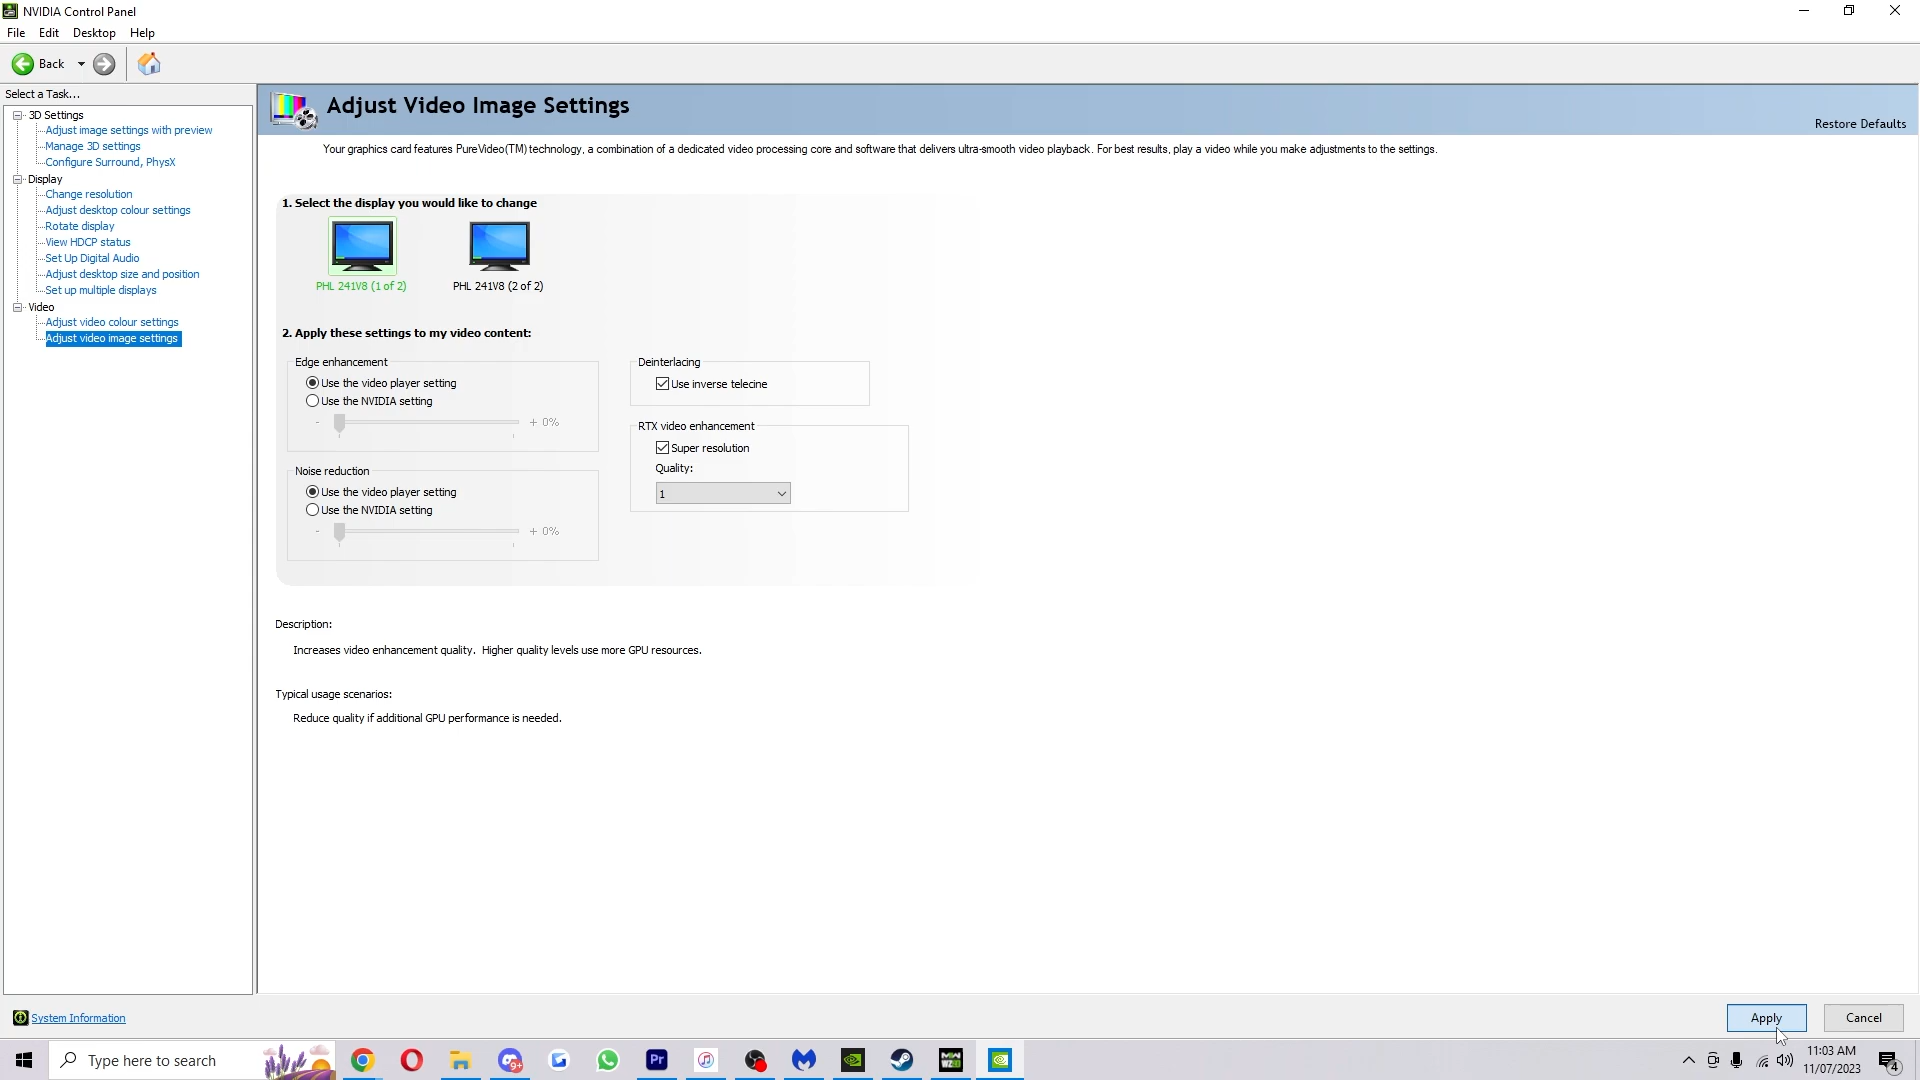 NVIDIA Control Panel
File Edit Desktop Help
Back
Select a Task...
3D Settings
Adjust image settings with preview
Manage 3D settings
Configure Surround, PhysX
Display
Change resolution
Adjust desktop colour settings
Rotate display
View HDCP status
Set Up Digital Audio
Adjust desktop size and position
Set up multiple displays
Video
Adjust video colour settings
Adjust video image settings
Adjust Video Image Settings
Restore Defaults
Your graphics card features PureVideo(TM) technology, a combination of a dedicated video processing core and software that delivers ultra-smooth video playback. For best results, play a video while you make adjustments to the settings.
1. Select the display you would like to change
PHL 241V8 (1 of 2) PHL 241V8 (2 of 2)
2. Apply these settings to my video content:
Edge enhancement
Use the video player setting
Use the NVIDIA setting
- + 0%
Noise reduction
Use the video player setting
Use the NVIDIA setting
- + 0%
Deinterlacing
Use inverse telecine
RTX video enhancement
Super resolution
Quality:
1
Description:
Increases video enhancement quality. Higher quality levels use more GPU resources.
Typical usage scenarios:
Reduce quality if additional GPU performance is needed.
System Information
Apply Cancel
Type here to search
9+
Pr
11:03 AM
11/07/2023
4